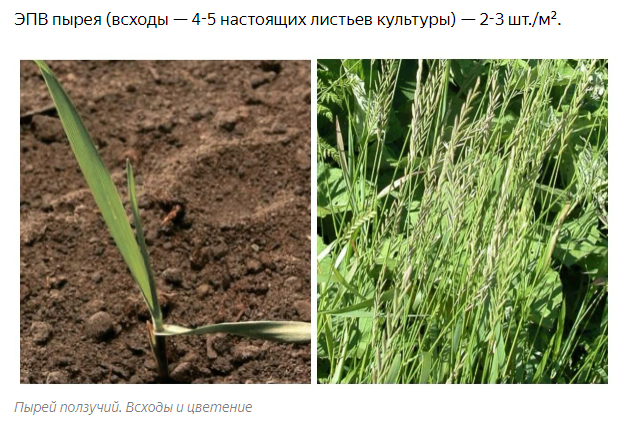 ЭПВ пырея (всходы — 4-5 настоящих листьев культуры) — 2-3 шт./м².
Пырей ползучий. Всходы и цветение